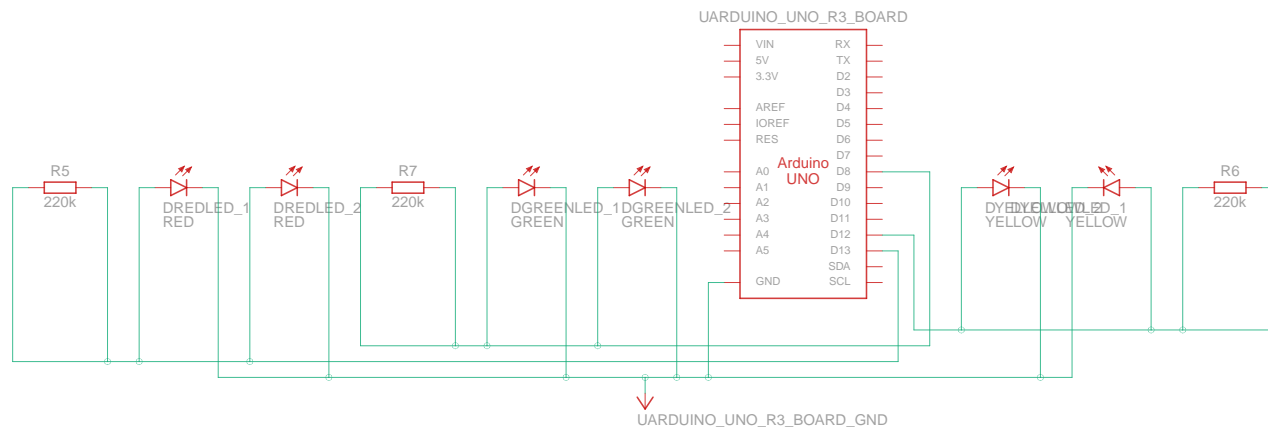 UARDUINO_UNO_R3_BOARD
VIN
5V
3.3V
AREF
IOREF
RES
A0
A1
A2
A3
A4
A5
GND
Arduino
UNO
RX
TX
D2
D3
D4
D5
D6
D7
D8
D9
D10
D11
D12
D13
SDA
SCL
R5
220k
DREDLED_1
RED
DREDLED_2
RED
R7
220k
DGREENLED_1
GREEN
DGREENLED_2
GREEN
DYELLOWLED_2
YELLOW
DYELLOWLED_1
YELLOW
R6
220k
UARDUINO_UNO_R3_BOARD_GND